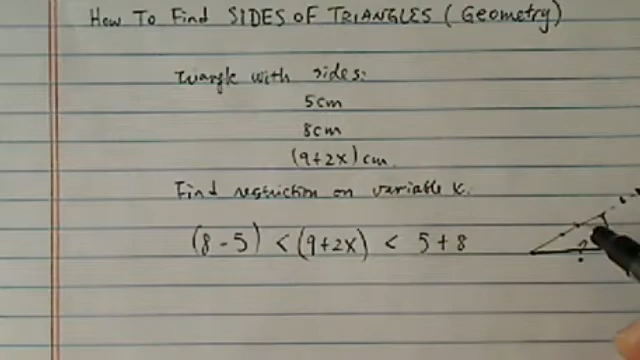 How To Find SIDES OF TRIANGLES (Geometry)
Triangle with sides:
5cm
8cm
(9+2x)cm
Find restriction on variable x.
(8-5) < (9+2x) < 5+8
?